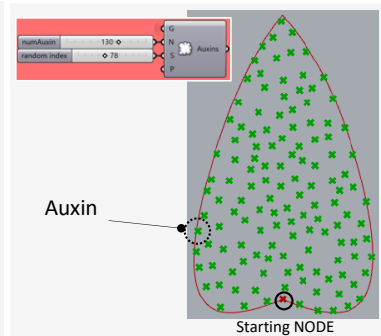 G
numAuxin 130 N Auxins
random index 78 S
P
Auxin
Starting NODE